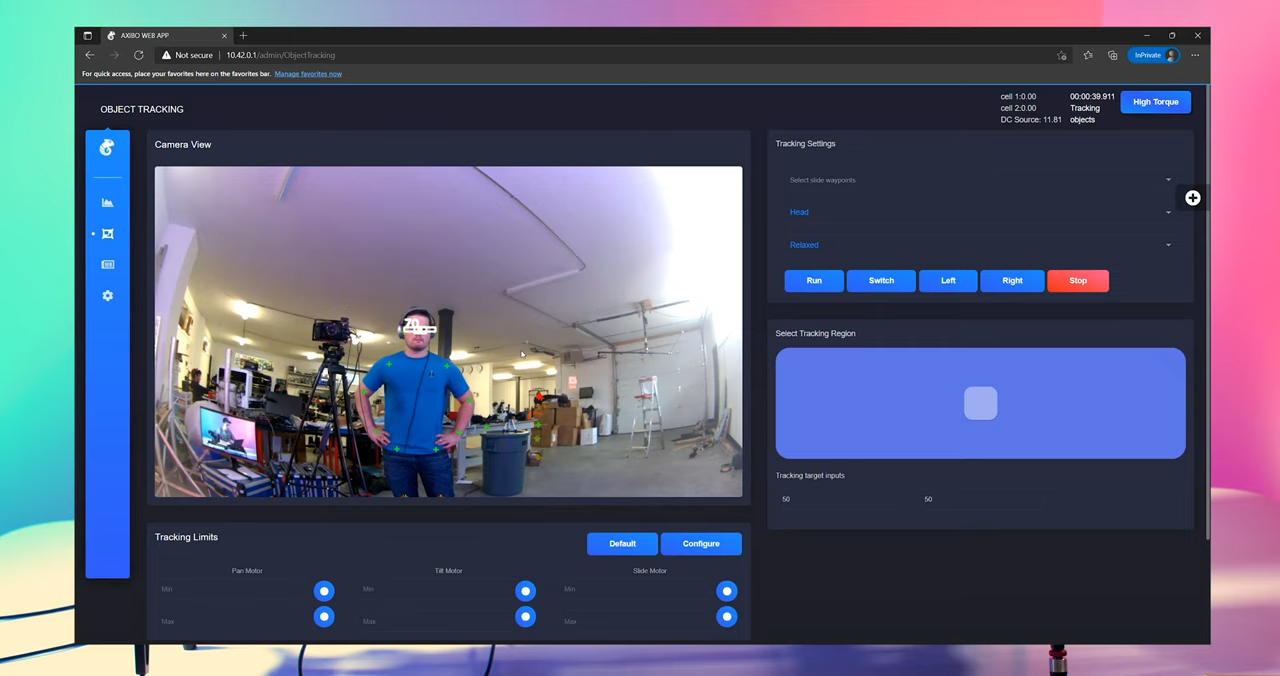 AXIBO WEB APP
Not secure
10.42.0.1/admin/ObjectTracking
InPrivate
For quick access, place your favorites here on the favorites bar. Manage favorites now
OBJECT TRACKING
cell 1:0.00
cell 2:0.00
DC Source: 11.81
00:00:39.911
Tracking
objects
High Torque
Camera View
70
Tracking Settings
Select slide waypoints
Head
Relaxed
Run
Switch
Left
Right
Stop
Select Tracking Region
Tracking target inputs
50
50
Tracking Limits
Default
Configure
Pan Motor
Tilt Motor
Slide Motor
Min
Min
Min
Max
Max
Max